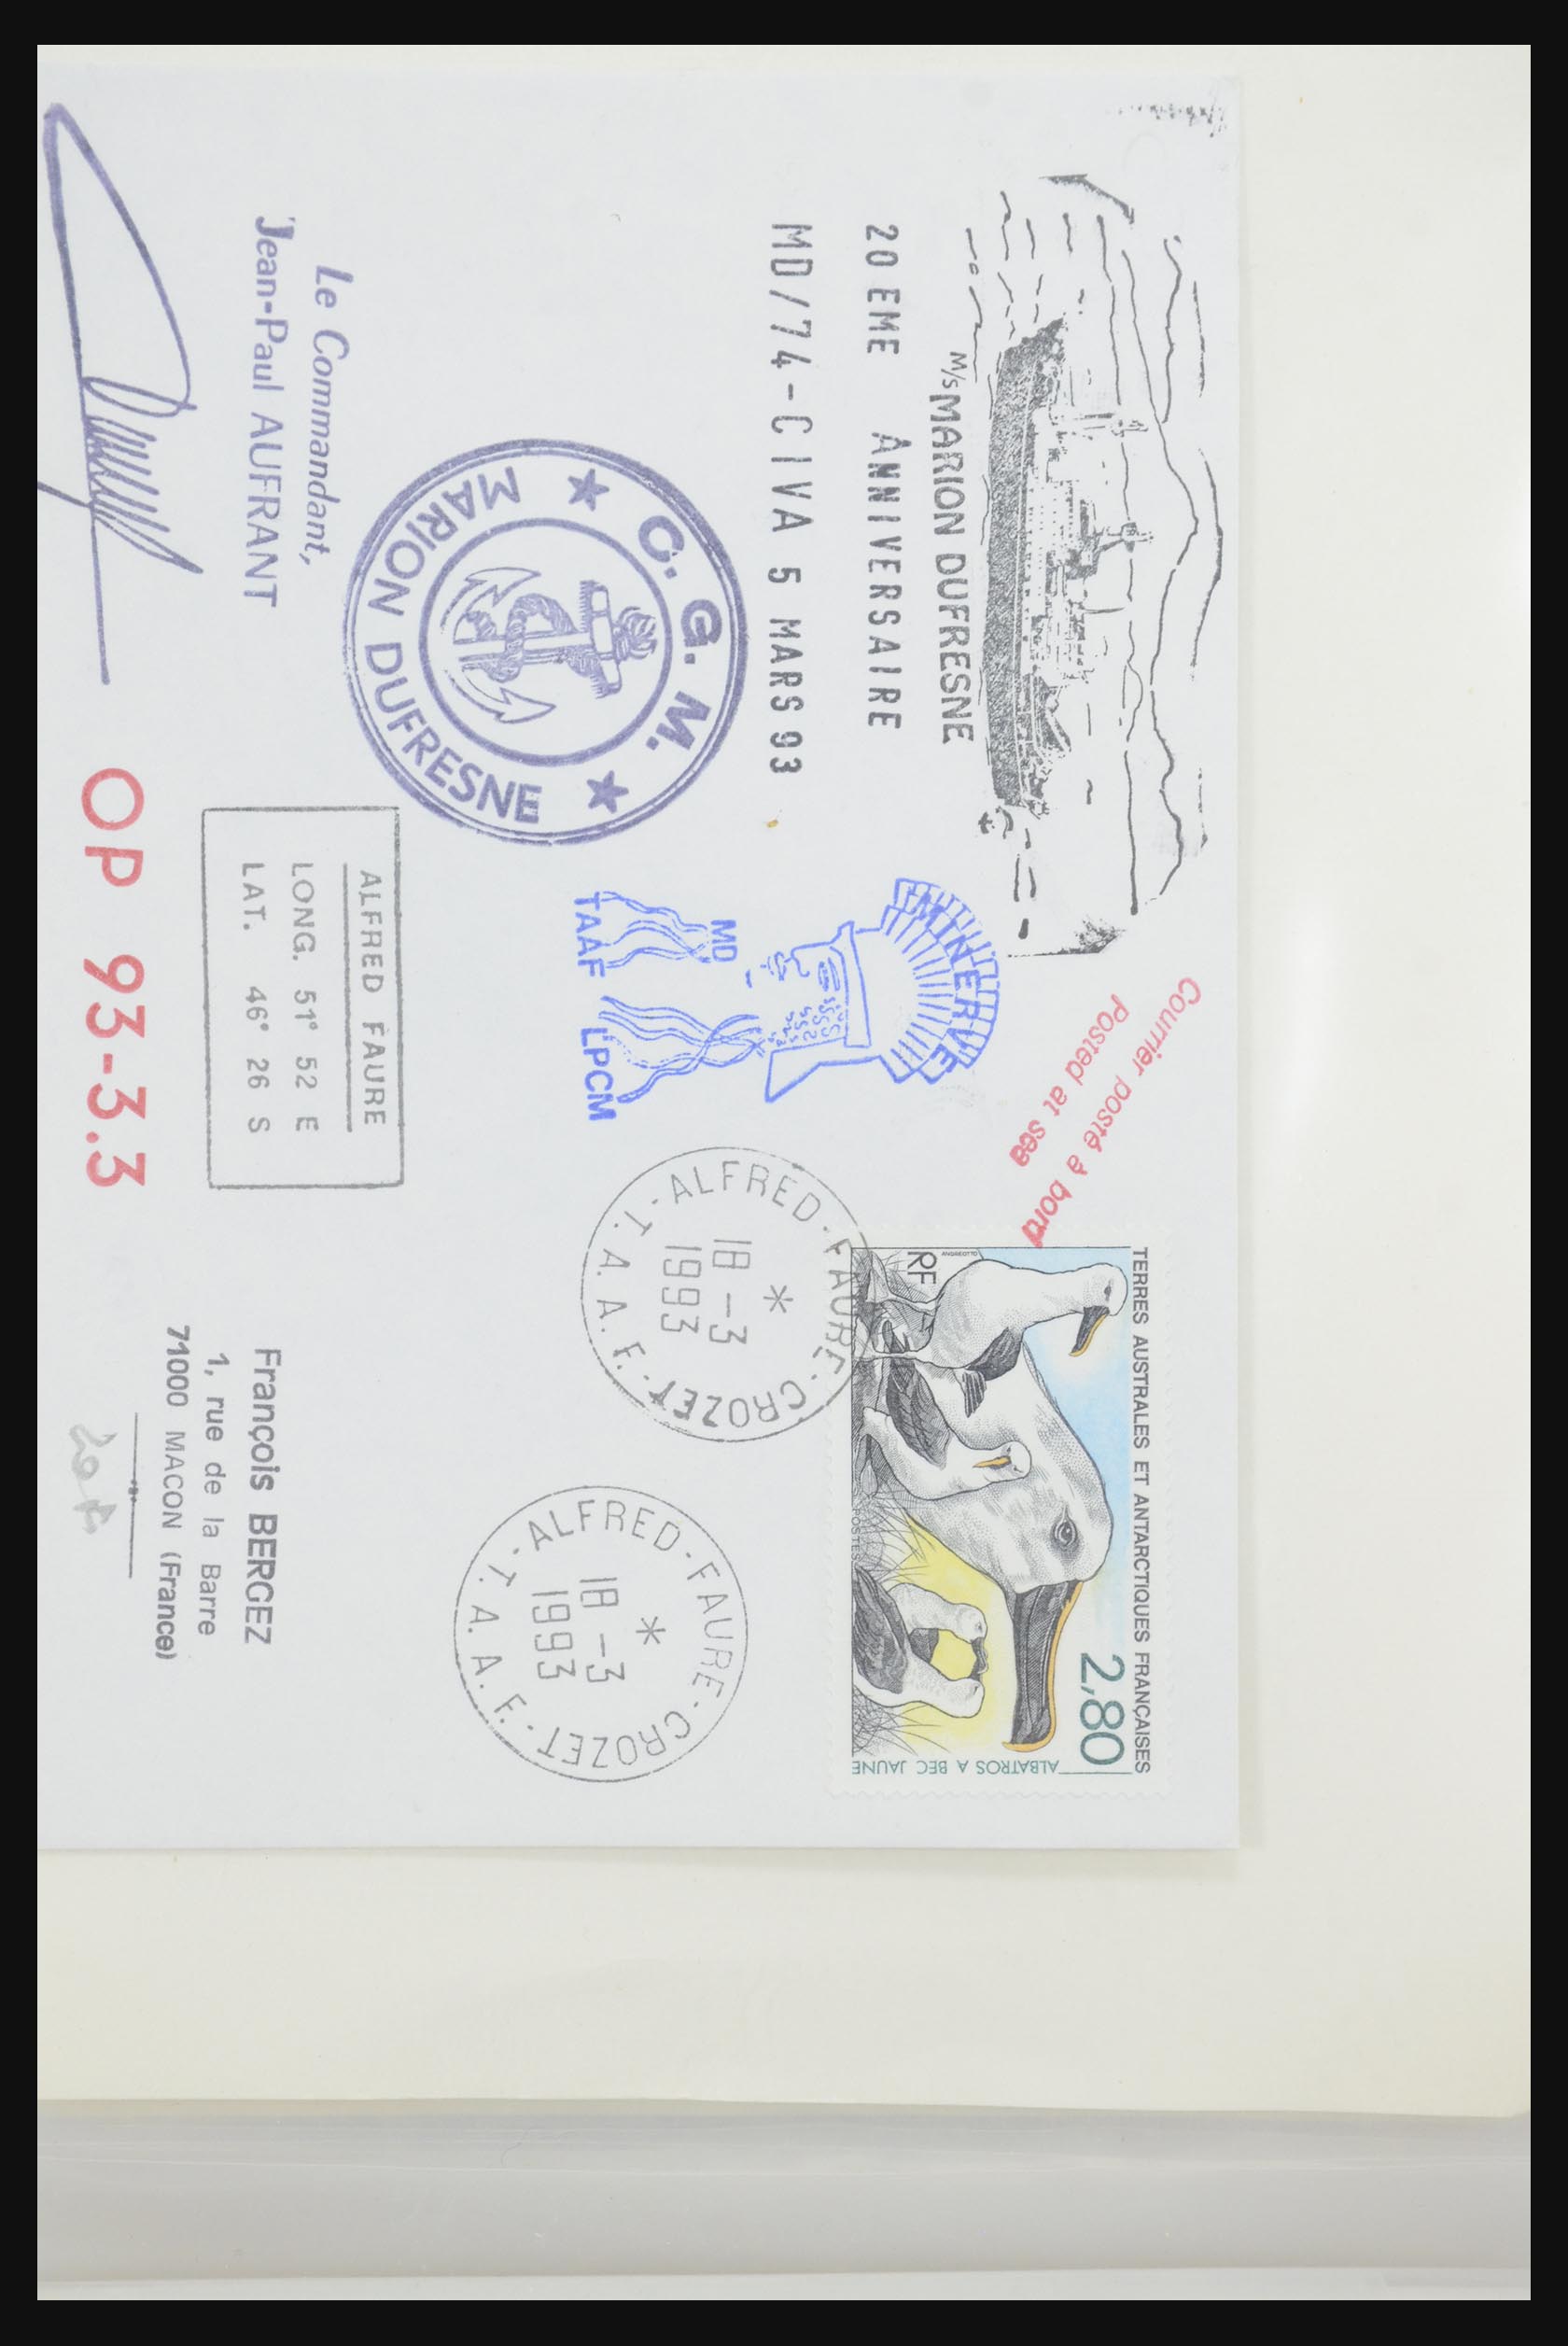 M/S MARION DUFRESNE
20 EME ANNIVERSAIRE
MD/74-CIVA 5 MARS 93
MINERVE
MD
TAAF LPCM
Courrier posté à bord
Posted at sea
TERRES AUSTRALES ET ANTARCTIQUES FRANÇAISES
2,80
ALBATROS A BEC JAUNE
RF
ANDREOTTO
POSTES
ALFRED-FAURE-CROZET
T.A.A.F.
18 -3
1993
ALFRED-FAURE-CROZET
T.A.A.F.
18 -3
1993
C. G. M.
MARION DUFRESNE
Le Commandant,
Jean-Paul AUFRANT
ALFRED FAURE
LONG. 51° 52 E
LAT. 46° 26 S
OP 93-3.3
François BERGEZ
1, rue de la Barre
71000 MACON (France)